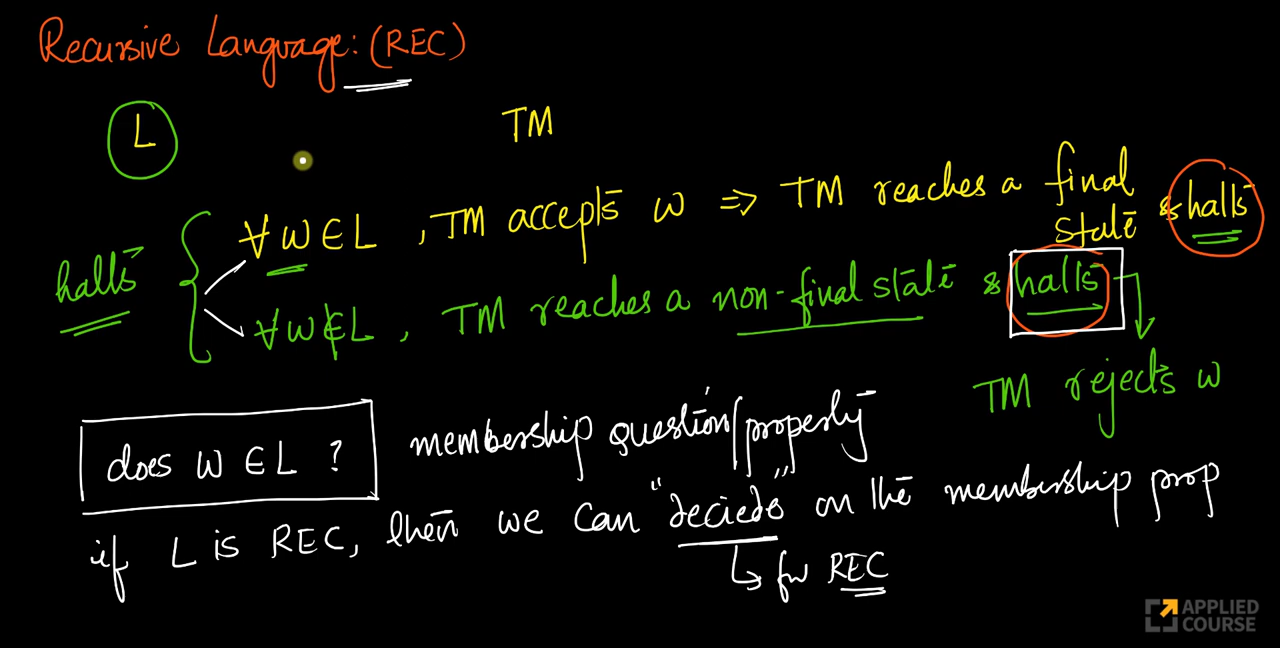 Recursive Language: (REC)
L
TM
∀ w ∈ L , TM accepts w ⇒ TM reaches a final state & halts
halts
∀ w ∉ L , TM reaches a non-final state & halts
TM rejects w
does w ∈ L ? membership question/property
if L is REC, then we can "deciede" on the membership prop
↳ for REC
APPLIED
COURSE